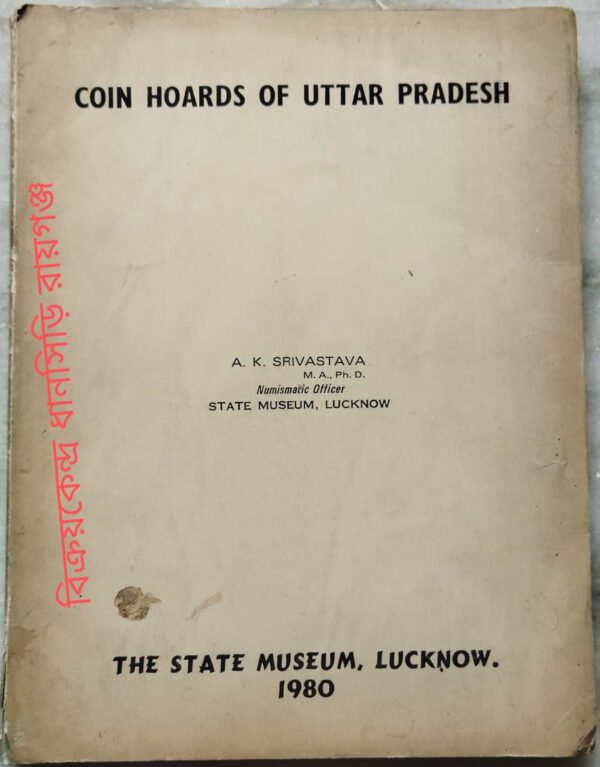 COIN HOARDS OF UTTAR PRADESH
বিক্রয়কেন্দ্র ধানসিড়ি রায়গঞ্জ
A. K. SRIVASTAVA
M. A., Ph. D.
Numismatic Officer
STATE MUSEUM, LUCKNOW
THE STATE MUSEUM, LUCKNOW.
1980